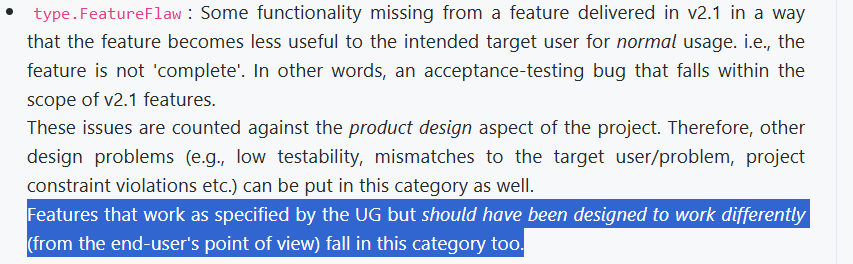 • type.FeatureFlaw : Some functionality missing from a feature delivered in v2.1 in a way
that the feature becomes less useful to the intended target user for normal usage. i.e., the
feature is not 'complete'. In other words, an acceptance-testing bug that falls within the
scope of v2.1 features.
These issues are counted against the product design aspect of the project. Therefore, other
design problems (e.g., low testability, mismatches to the target user/problem, project
constraint violations etc.) can be put in this category as well.
Features that work as specified by the UG but should have been designed to work differently
(from the end-user's point of view) fall in this category too.